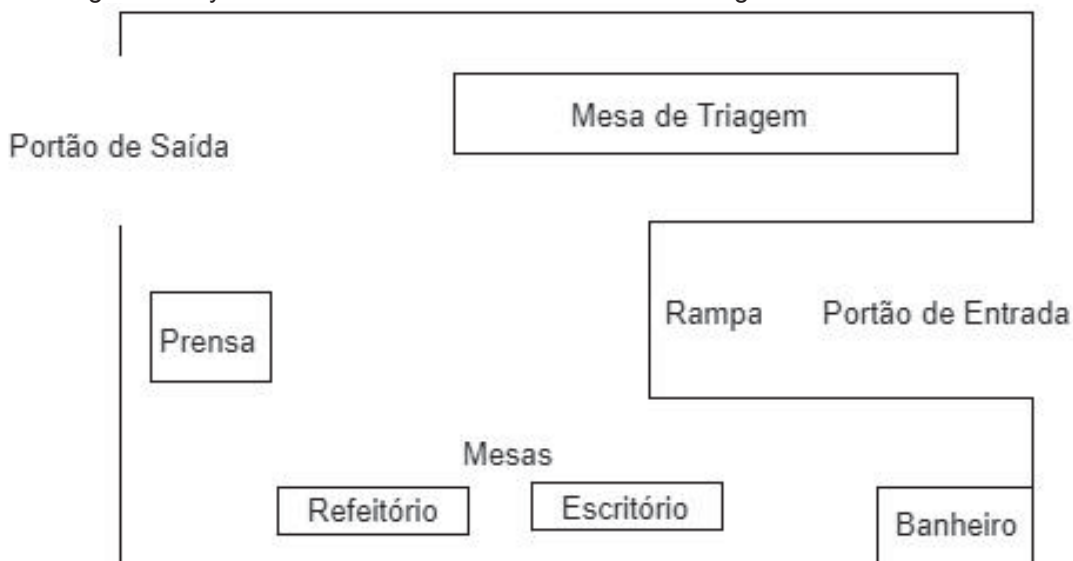 Mesa de Triagem
Portão de Saída
Rampa
Portão de Entrada
Prensa
Mesas
Refeitório
Escritório
Banheiro